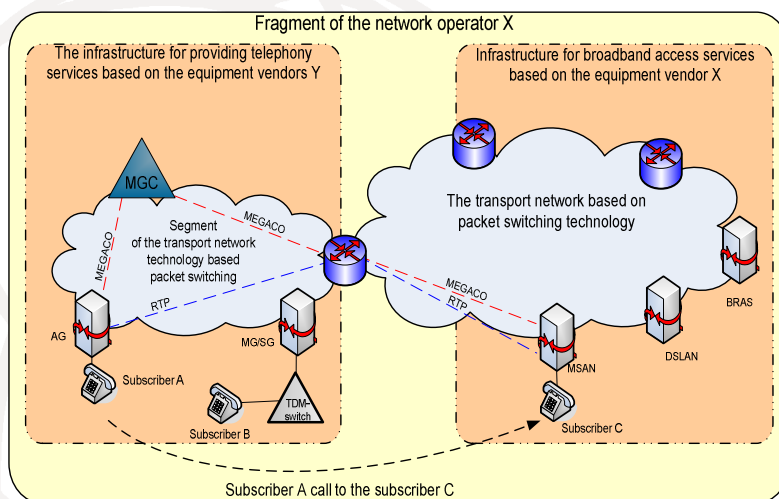 Fragment of the network operator X
The infrastructure for providing telephony
services based on the equipment vendors Y
Infrastructure for broadband access services
based on the equipment vendor X
MGC
MEGACO
MEGACO
Segment
of the transport network
technology based
packet switching
RTP
The transport network based on
packet switching technology
MEGACO
RTP
AG
MG/SG
MSAN
DSLAN
BRAS
Subscriber A
Subscriber B
TDM-
switch
Subscriber C
Subscriber A call to the subscriber C